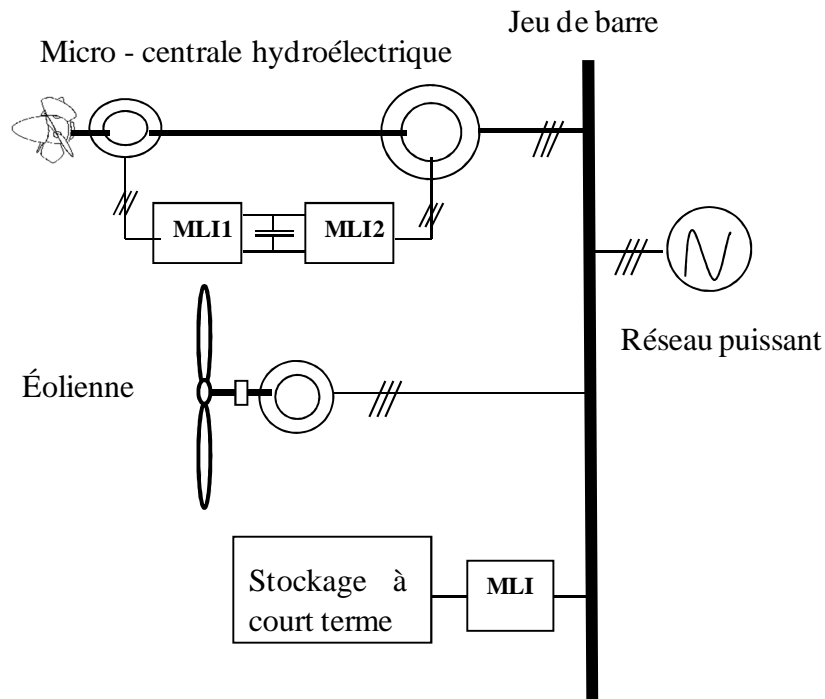 Jeu de barre
Micro - centrale hydroélectrique
MLI1
MLI2
Réseau puissant
Éolienne
Stockage à
court terme
MLI